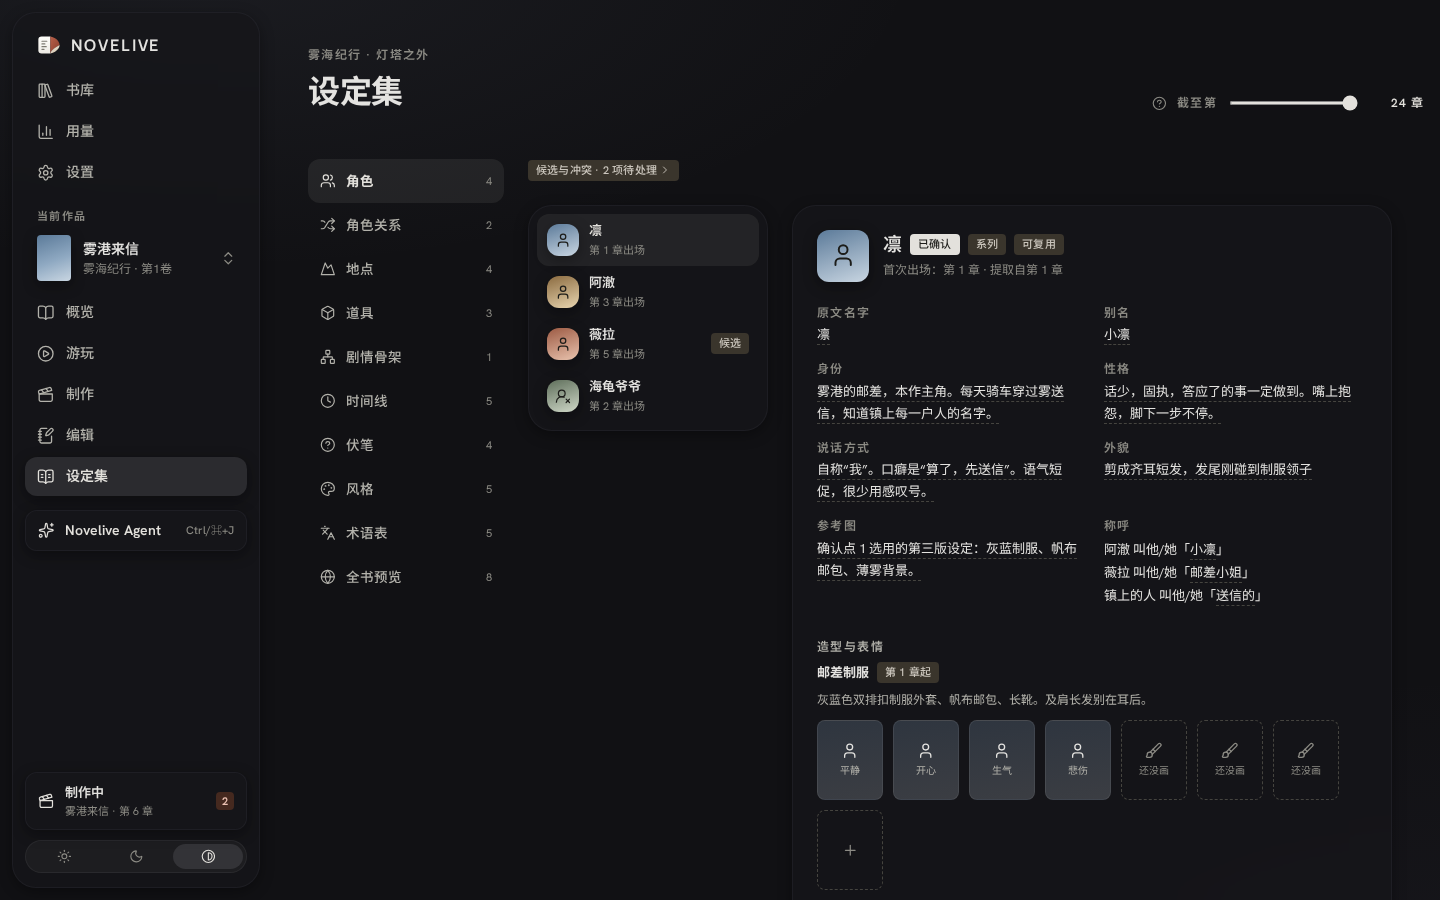 NOVELIVE
书库
用量
设置
当前作品
雾港来信
雾海纪行 · 第1卷
概览
游玩
制作
编辑
设定集
Novelive Agent Ctrl/⌘+J
制作中
雾港来信 · 第 6 章
2
雾海纪行 · 灯塔之外
设定集
截至第 24 章
角色 4
角色关系 2
地点 4
道具 3
剧情骨架 1
时间线 5
伏笔 4
风格 5
术语表 5
全书预览 8
候选与冲突 · 2 项待处理
凛
第 1 章出场
阿澈
第 3 章出场
薇拉
第 5 章出场
候选
海龟爷爷
第 2 章出场
凛 已确认 系列 可复用
首次出场：第 1 章 · 提取自第 1 章
原文名字
凛
别名
小凛
身份
雾港的邮差，本作主角。每天骑车穿过雾送
信，知道镇上每一户人的名字。
性格
话少，固执，答应了的事一定做到。嘴上抱
怨，脚下一步不停。
说话方式
自称“我”。口癖是“算了，先送信”。语气短
促，很少用感叹号。
外貌
剪成齐耳短发，发尾刚碰到制服领子
参考图
确认点 1 选用的第三版设定：灰蓝制服、帆布
邮包、薄雾背景。
称呼
阿澈 叫他/她「小凛」
薇拉 叫他/她「邮差小姐」
镇上的人 叫他/她「送信的」
造型与表情
邮差制服 第 1 章起
灰蓝色双排扣制服外套、帆布邮包、长靴。及肩长发别在耳后。
平静
开心
生气
悲伤
还没画
还没画
还没画